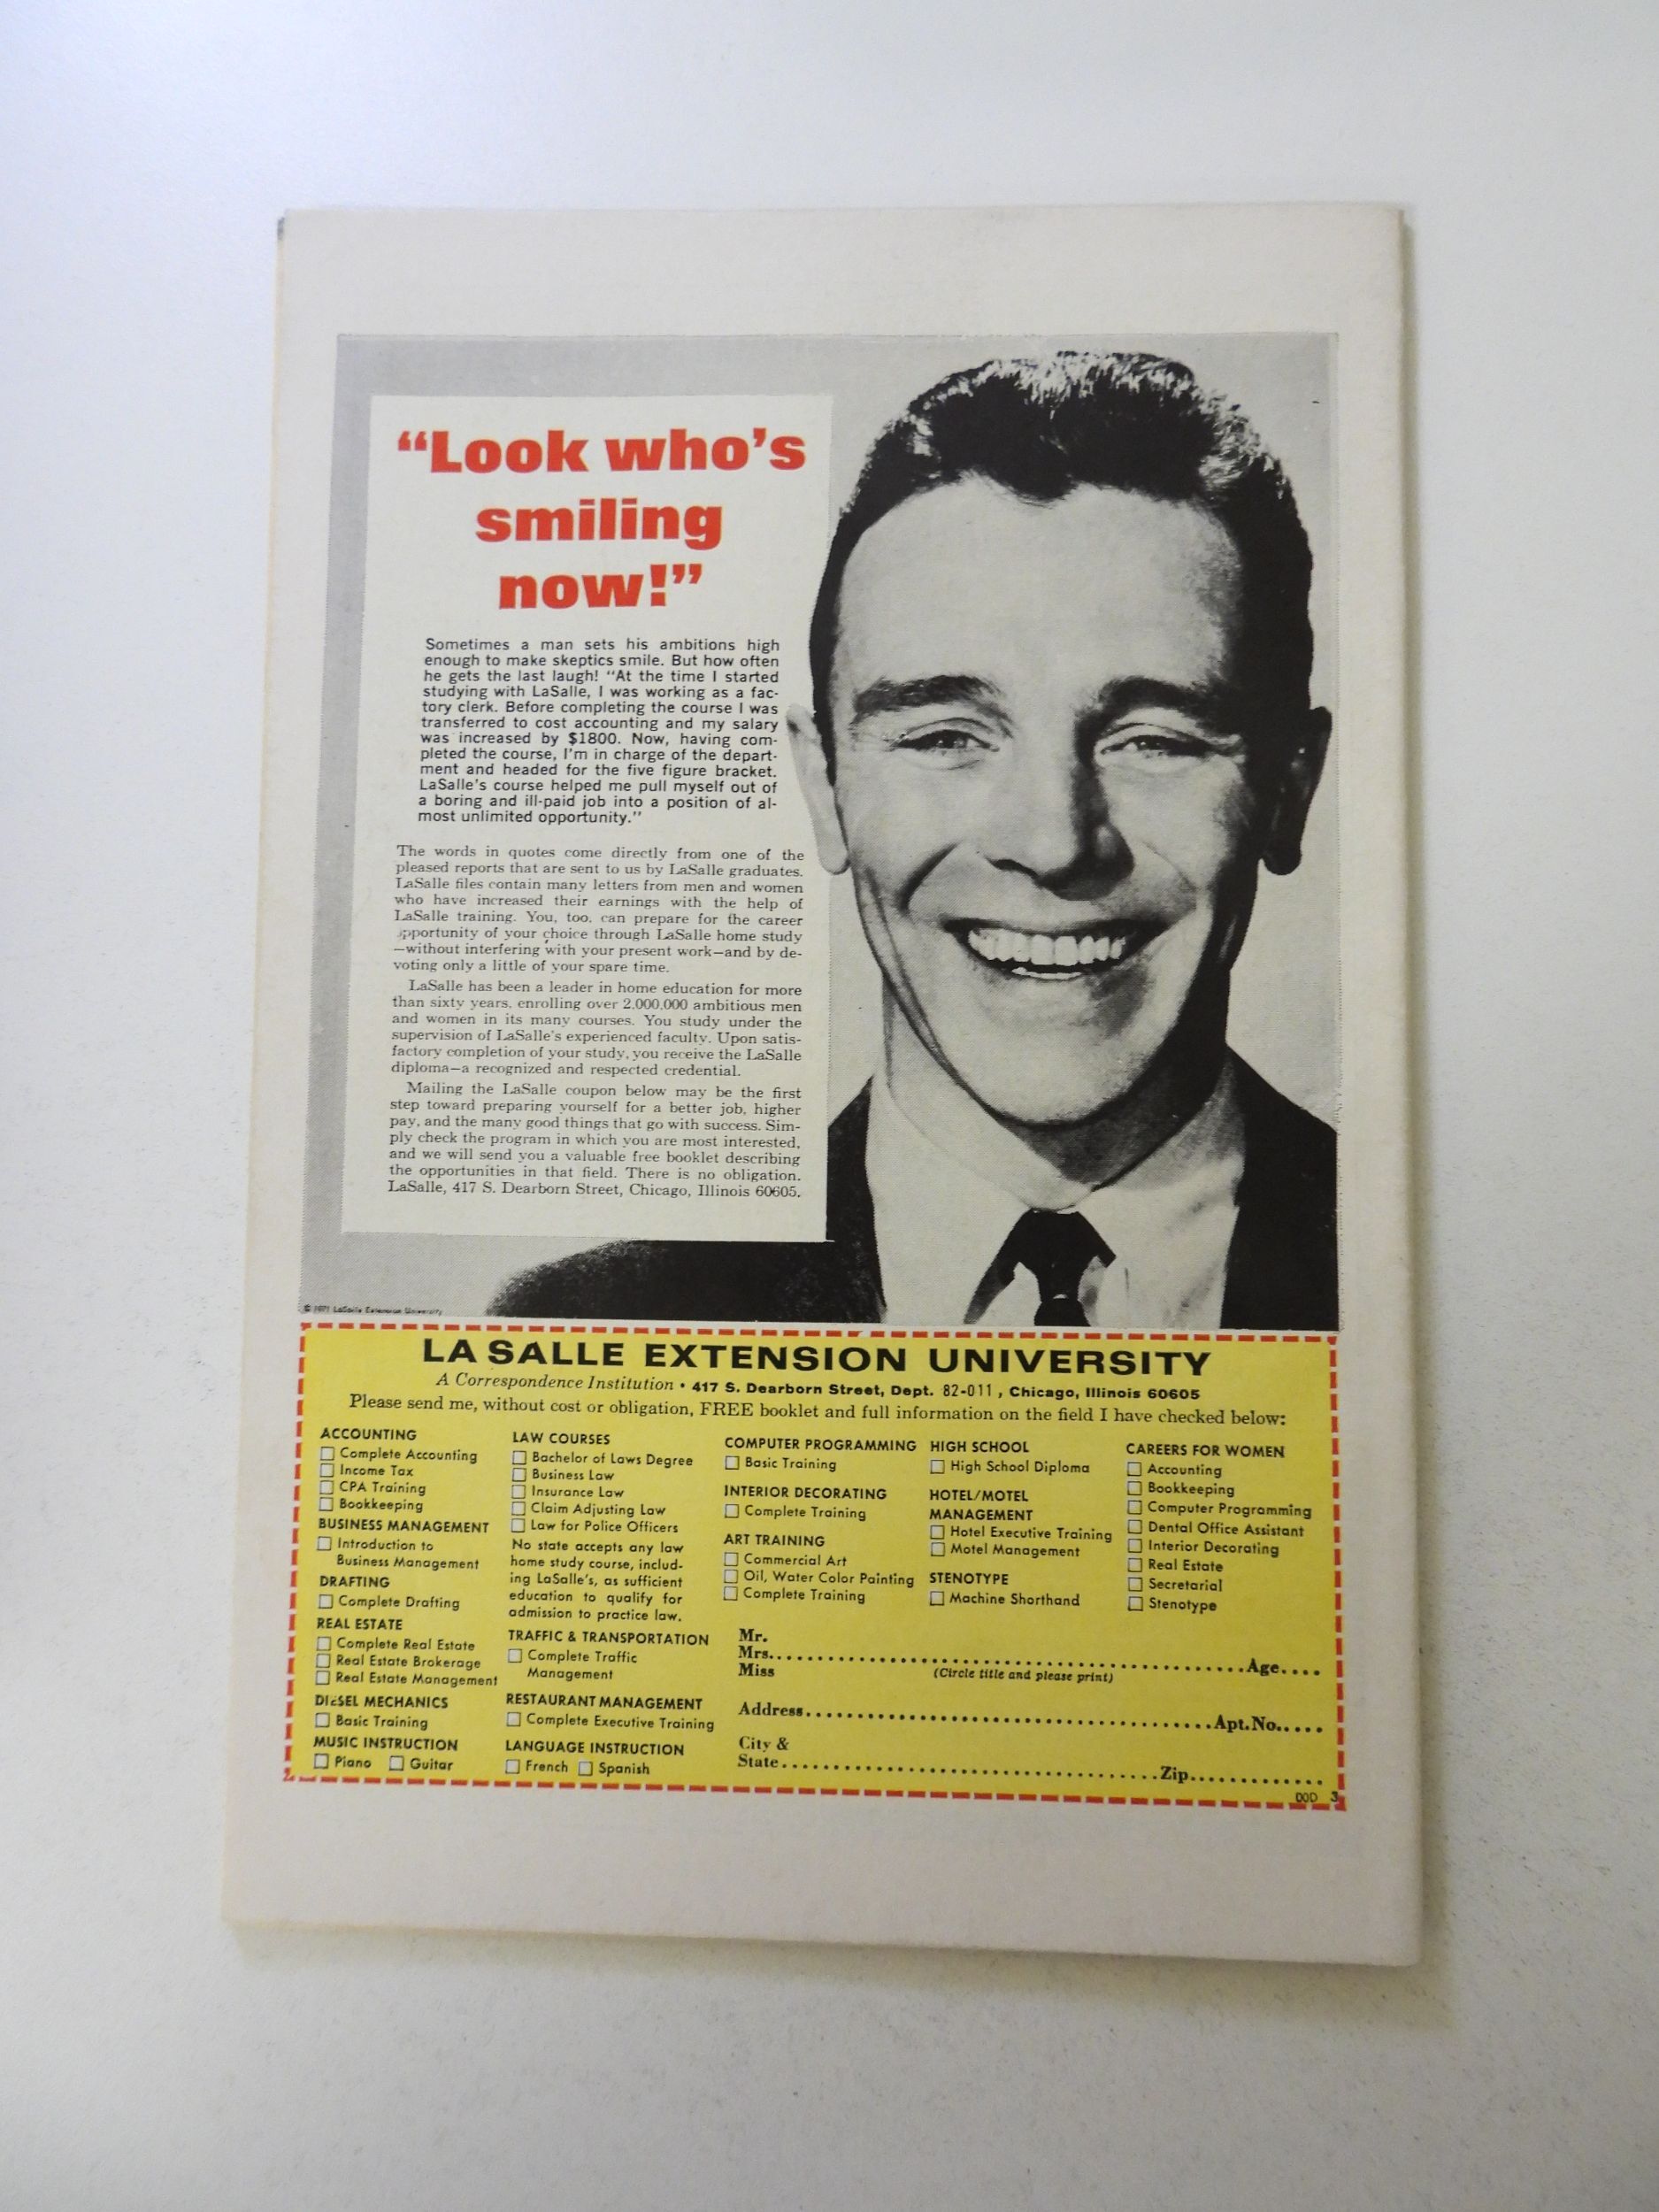 “Look who’s
smiling
now!”
Sometimes a man sets his ambitions high
enough to make skeptics smile. But how often
he gets the last laugh! “At the time I started
studying with LaSalle, I was working as a fac-
tory clerk. Before completing the course I was
transferred to cost accounting and my salary
was increased by $1800. Now, having com-
pleted the course, I’m in charge of the depart-
ment and headed for the five figure bracket.
LaSalle’s course helped me pull myself out of
a boring and ill-paid job into a position of al-
most unlimited opportunity.”
The words in quotes come directly from one of the
pleased reports that are sent to us by LaSalle graduates.
LaSalle files contain many letters from men and women
who have increased their earnings with the help of
LaSalle training. You, too, can prepare for the career
opportunity of your choice through LaSalle home study
—without interfering with your present work—and by de-
voting only a little of your spare time.
LaSalle has been a leader in home education for more
than sixty years, enrolling over 2,000,000 ambitious men
and women in its many courses. You study under the
supervision of LaSalle’s experienced faculty. Upon satis-
factory completion of your study, you receive the LaSalle
diploma—a recognized and respected credential.
Mailing the LaSalle coupon below may be the first
step toward preparing yourself for a better job, higher
pay, and the many good things that go with success. Sim-
ply check the program in which you are most interested,
and we will send you a valuable free booklet describing
the opportunities in that field. There is no obligation.
LaSalle, 417 S. Dearborn Street, Chicago, Illinois 60605.
© 1971 LaSalle Extension University
LA SALLE EXTENSION UNIVERSITY
A Correspondence Institution • 417 S. Dearborn Street, Dept. 82-011, Chicago, Illinois 60605
Please send me, without cost or obligation, FREE booklet and full information on the field I have checked below:
ACCOUNTING
Complete Accounting
Income Tax
CPA Training
Bookkeeping
BUSINESS MANAGEMENT
Introduction to
Business Management
DRAFTING
Complete Drafting
REAL ESTATE
Complete Real Estate
Real Estate Brokerage
Real Estate Management
DIESEL MECHANICS
Basic Training
MUSIC INSTRUCTION
Piano Guitar
LAW COURSES
Bachelor of Laws Degree
Business Law
Insurance Law
Claim Adjusting Law
Law for Police Officers
No state accepts any law
home study course, includ-
ing LaSalle’s, as sufficient
education to qualify for
admission to practice law.
TRAFFIC & TRANSPORTATION
Complete Traffic
Management
RESTAURANT MANAGEMENT
Complete Executive Training
LANGUAGE INSTRUCTION
French Spanish
COMPUTER PROGRAMMING
Basic Training
INTERIOR DECORATING
Complete Training
ART TRAINING
Commercial Art
Oil, Water Color Painting
Complete Training
HIGH SCHOOL
High School Diploma
HOTEL/MOTEL
MANAGEMENT
Hotel Executive Training
Motel Management
STENOTYPE
Machine Shorthand
CAREERS FOR WOMEN
Accounting
Bookkeeping
Computer Programming
Dental Office Assistant
Interior Decorating
Real Estate
Secretarial
Stenotype
Mr.
Mrs. Age
Miss (Circle title and please print)
Address Apt. No.
City &
State Zip
DOD 3